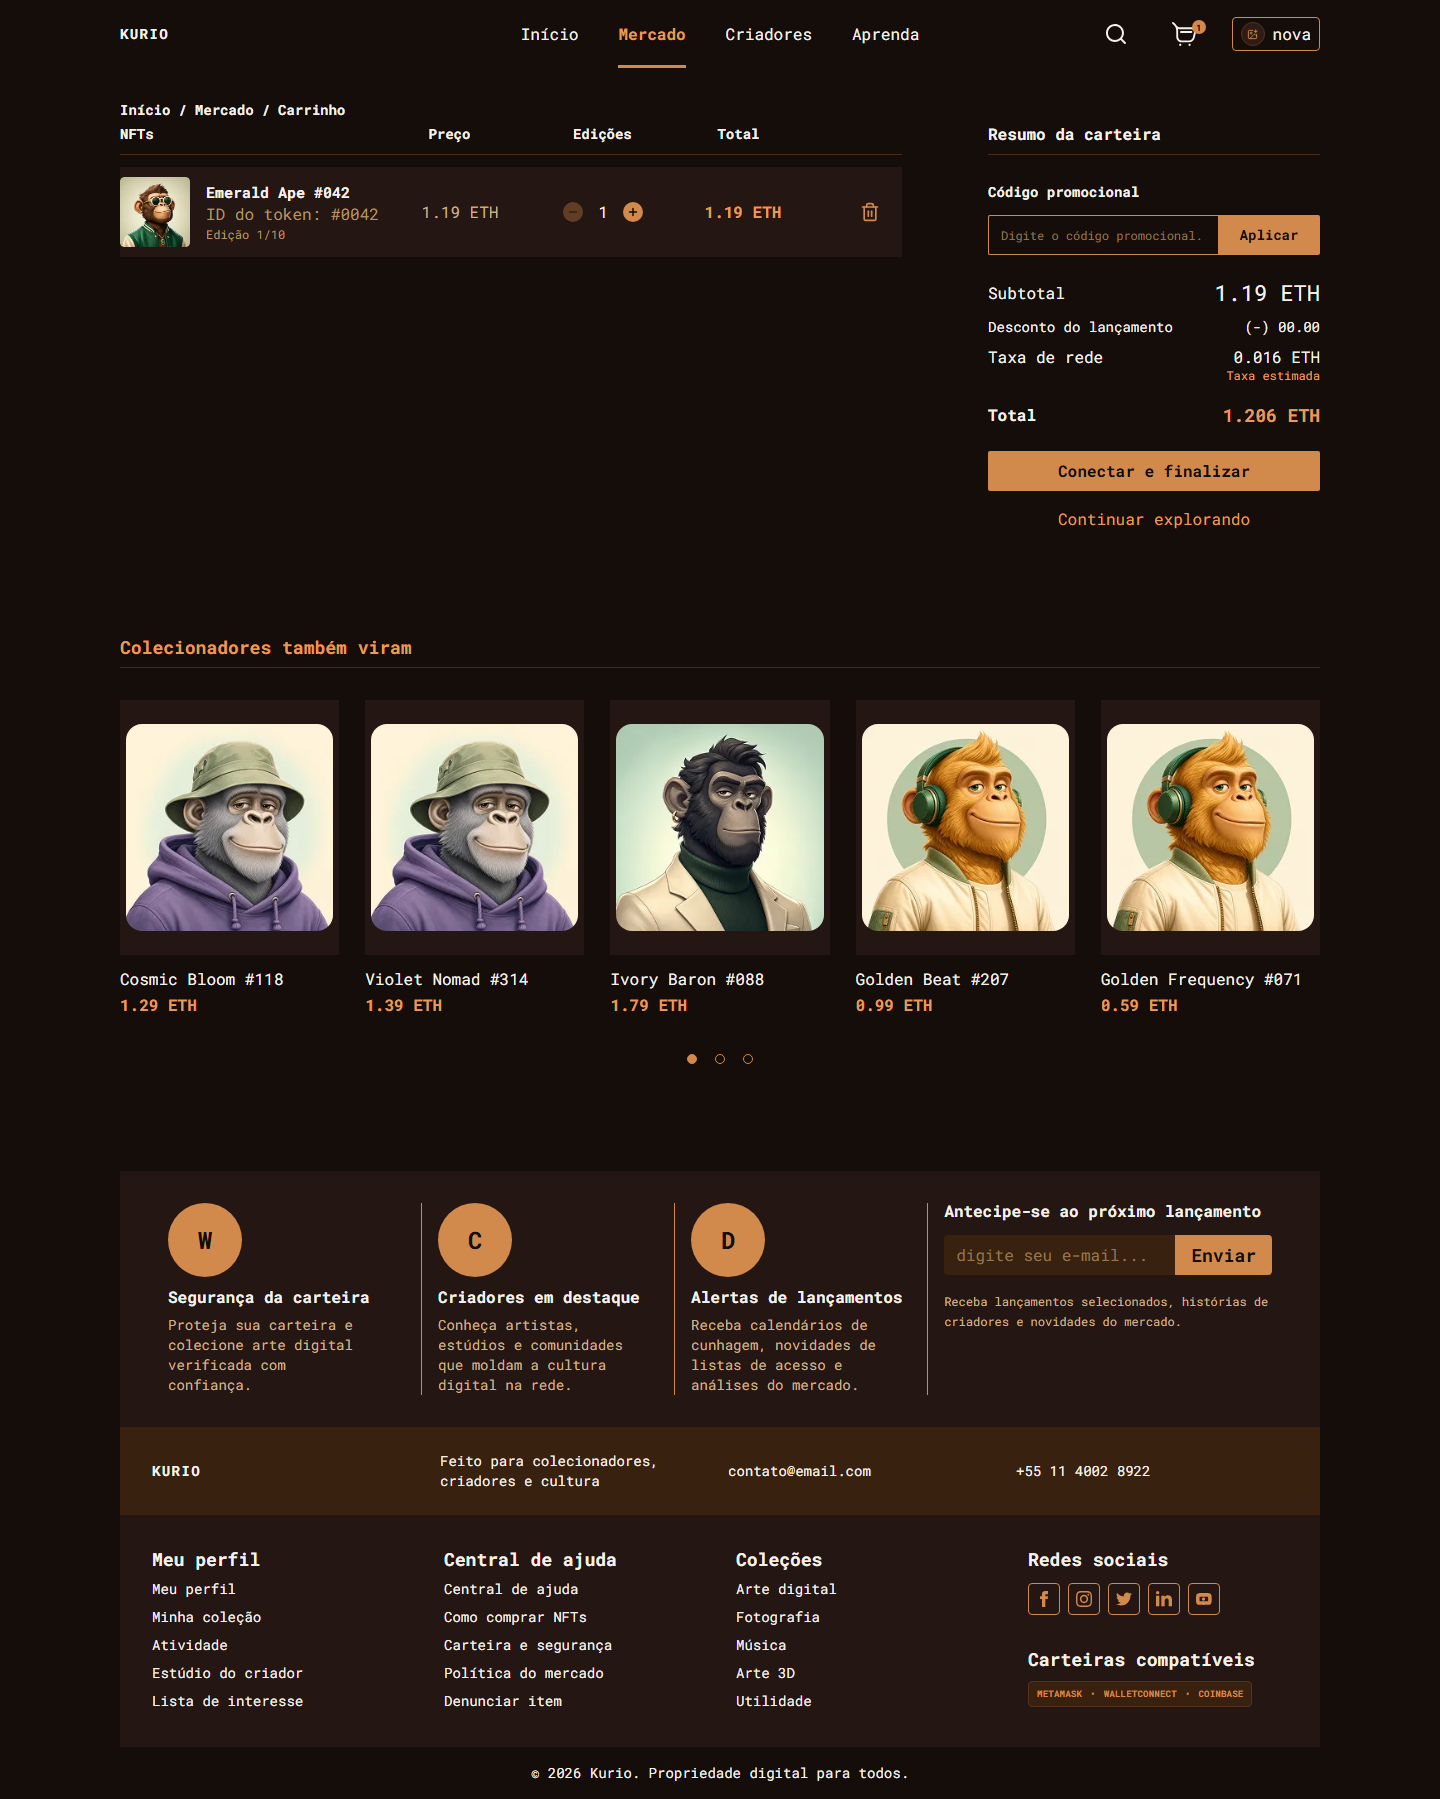 KURIO
Início
Mercado
Criadores
Aprenda
1
nova
Início / Mercado / Carrinho
NFTs
Preço
Edições
Total
Emerald Ape #042
ID do token: #0042
Edição 1/10
1.19 ETH
1
1.19 ETH
Resumo da carteira
Código promocional
Digite o código promocional.
Aplicar
Subtotal
1.19 ETH
Desconto do lançamento
(-) 00.00
Taxa de rede
0.016 ETH
Taxa estimada
Total
1.206 ETH
Conectar e finalizar
Continuar explorando
Colecionadores também viram
Cosmic Bloom #118
1.29 ETH
Violet Nomad #314
1.39 ETH
Ivory Baron #088
1.79 ETH
Golden Beat #207
0.99 ETH
Golden Frequency #071
0.59 ETH
W
Segurança da carteira
Proteja sua carteira e
colecione arte digital
verificada com
confiança.
C
Criadores em destaque
Conheça artistas,
estúdios e comunidades
que moldam a cultura
digital na rede.
D
Alertas de lançamentos
Receba calendários de
cunhagem, novidades de
listas de acesso e
análises do mercado.
Antecipe-se ao próximo lançamento
digite seu e-mail...
Enviar
Receba lançamentos selecionados, histórias de
criadores e novidades do mercado.
KURIO
Feito para colecionadores,
criadores e cultura
contato@email.com
+55 11 4002 8922
Meu perfil
Meu perfil
Minha coleção
Atividade
Estúdio do criador
Lista de interesse
Central de ajuda
Central de ajuda
Como comprar NFTs
Carteira e segurança
Política do mercado
Denunciar item
Coleções
Arte digital
Fotografia
Música
Arte 3D
Utilidade
Redes sociais
Carteiras compatíveis
METAMASK · WALLETCONNECT · COINBASE
© 2026 Kurio. Propriedade digital para todos.